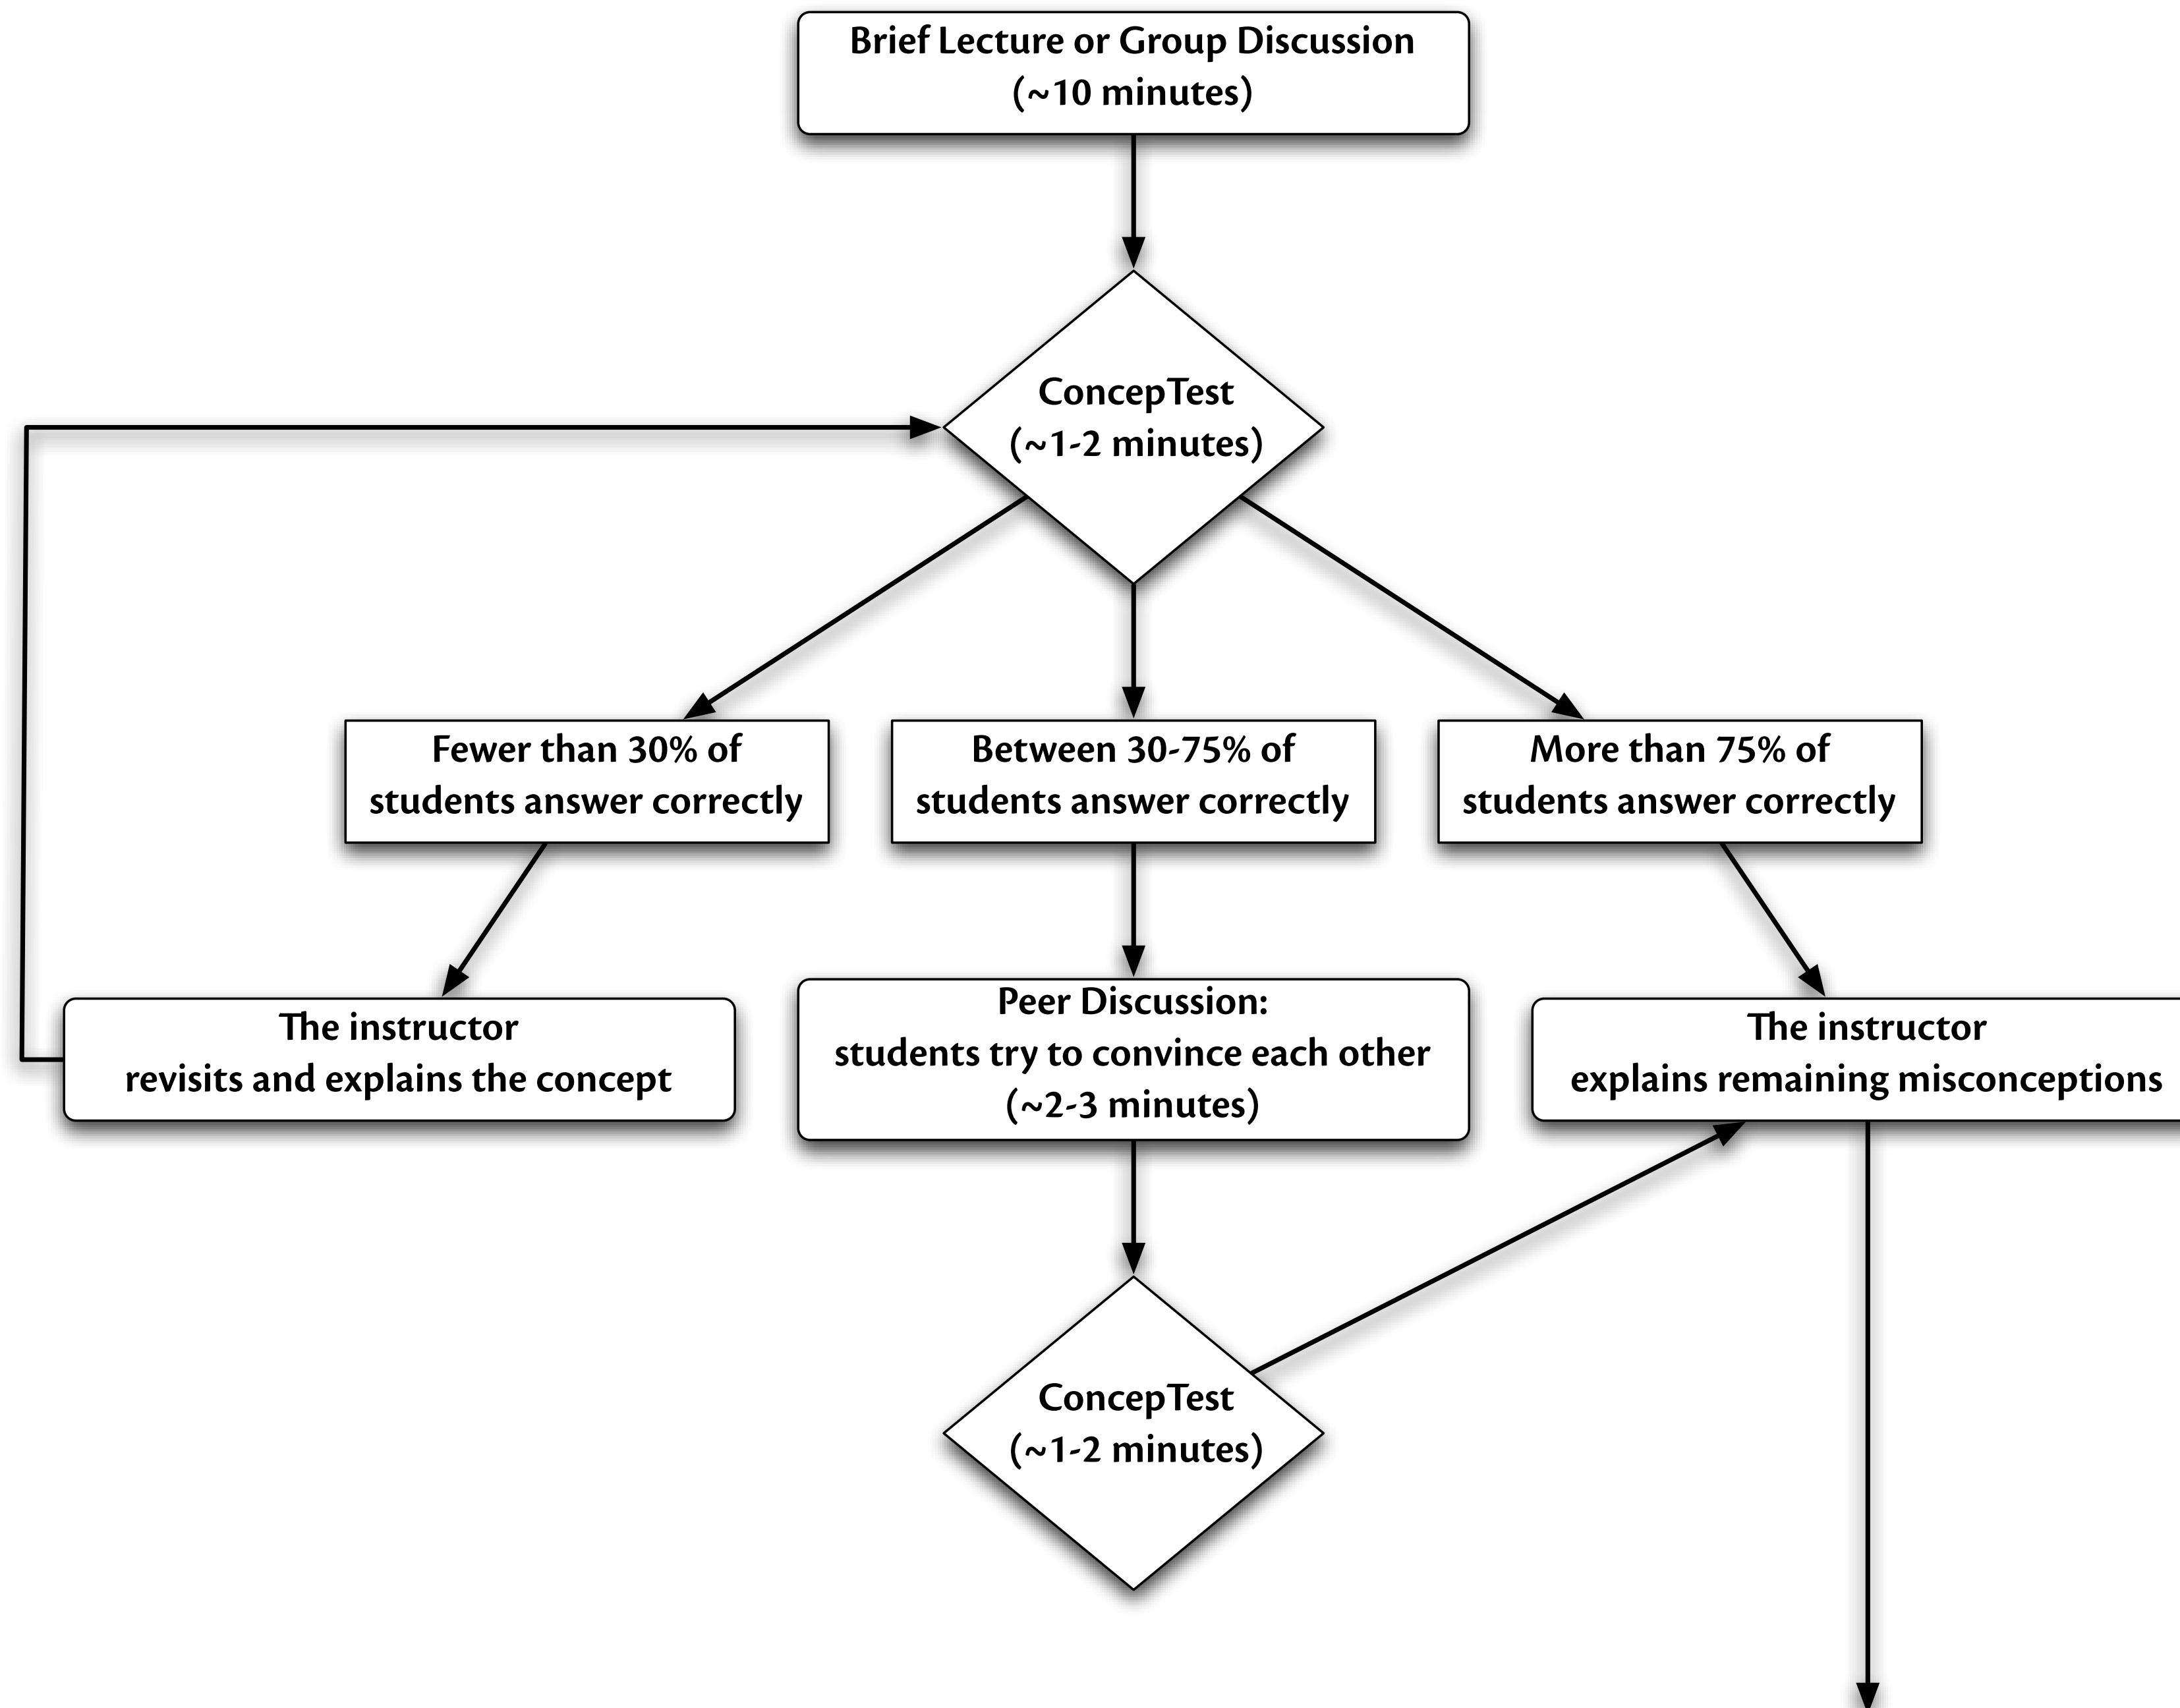 Brief Lecture or Group Discussion
(~10 minutes)
ConcepTest
(~1-2 minutes)
Fewer than 30% of
students answer correctly
Between 30-75% of
students answer correctly
More than 75% of
students answer correctly
The instructor
revisits and explains the concept
Peer Discussion:
students try to convince each other
(~2-3 minutes)
The instructor
explains remaining misconceptions
ConcepTest
(~1-2 minutes)